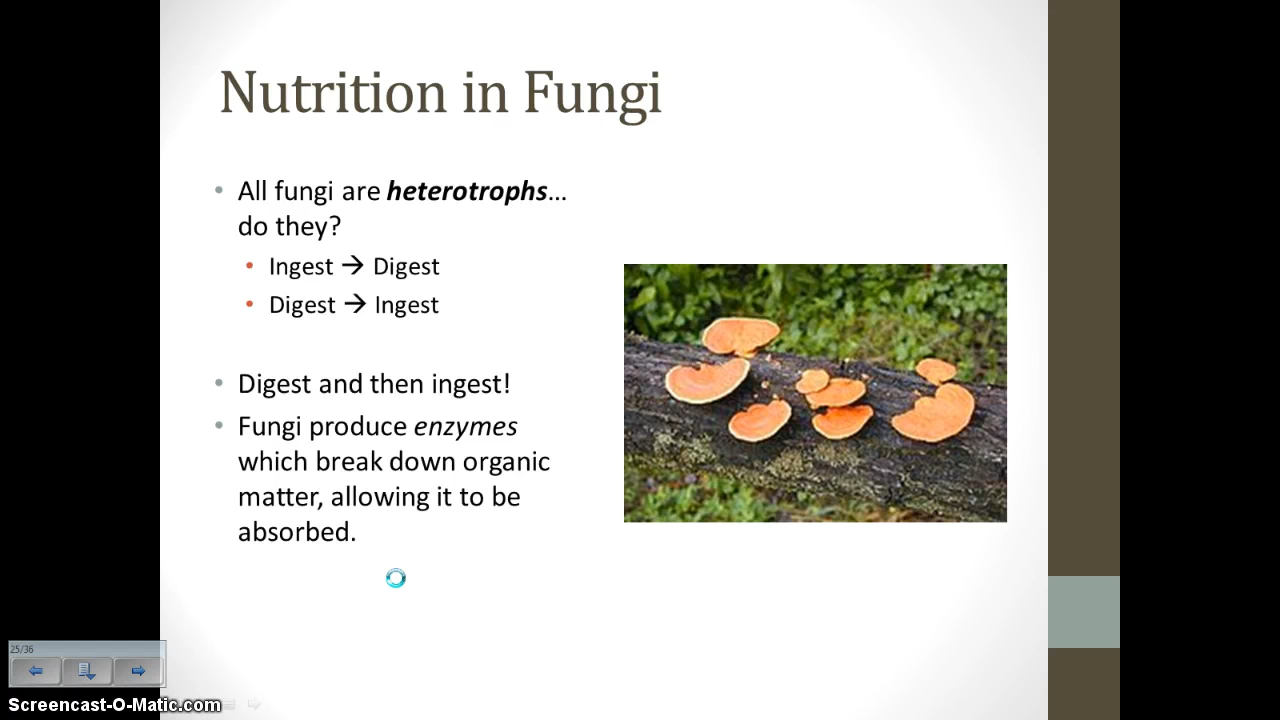 Nutrition in Fungi
• All fungi are heterotrophs…
do they?
• Ingest → Digest
• Digest → Ingest
• Digest and then ingest!
• Fungi produce enzymes
which break down organic
matter, allowing it to be
absorbed.
25/36
Screencast-O-Matic.com